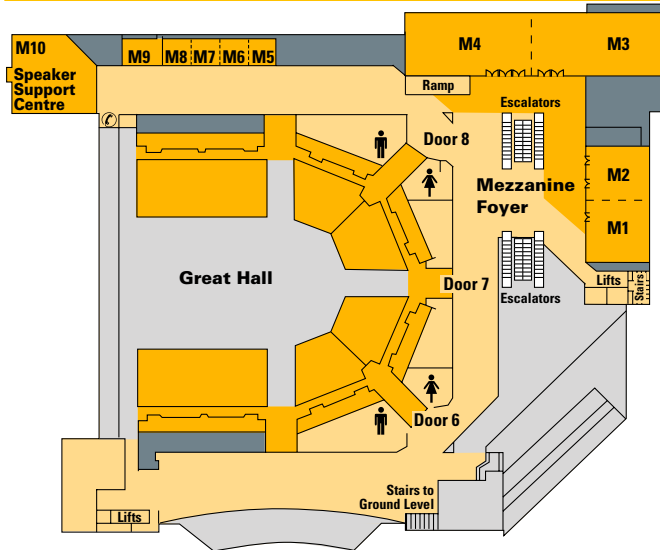 M10
Speaker
Support
Centre
M9
M8
M7
M6
M5
M4
M3
Ramp
Escalators
Door 8
M2
Mezzanine
Foyer
M1
Great Hall
Door 7
Lifts
Stairs
Escalators
Door 6
Stairs to
Ground Level
Lifts